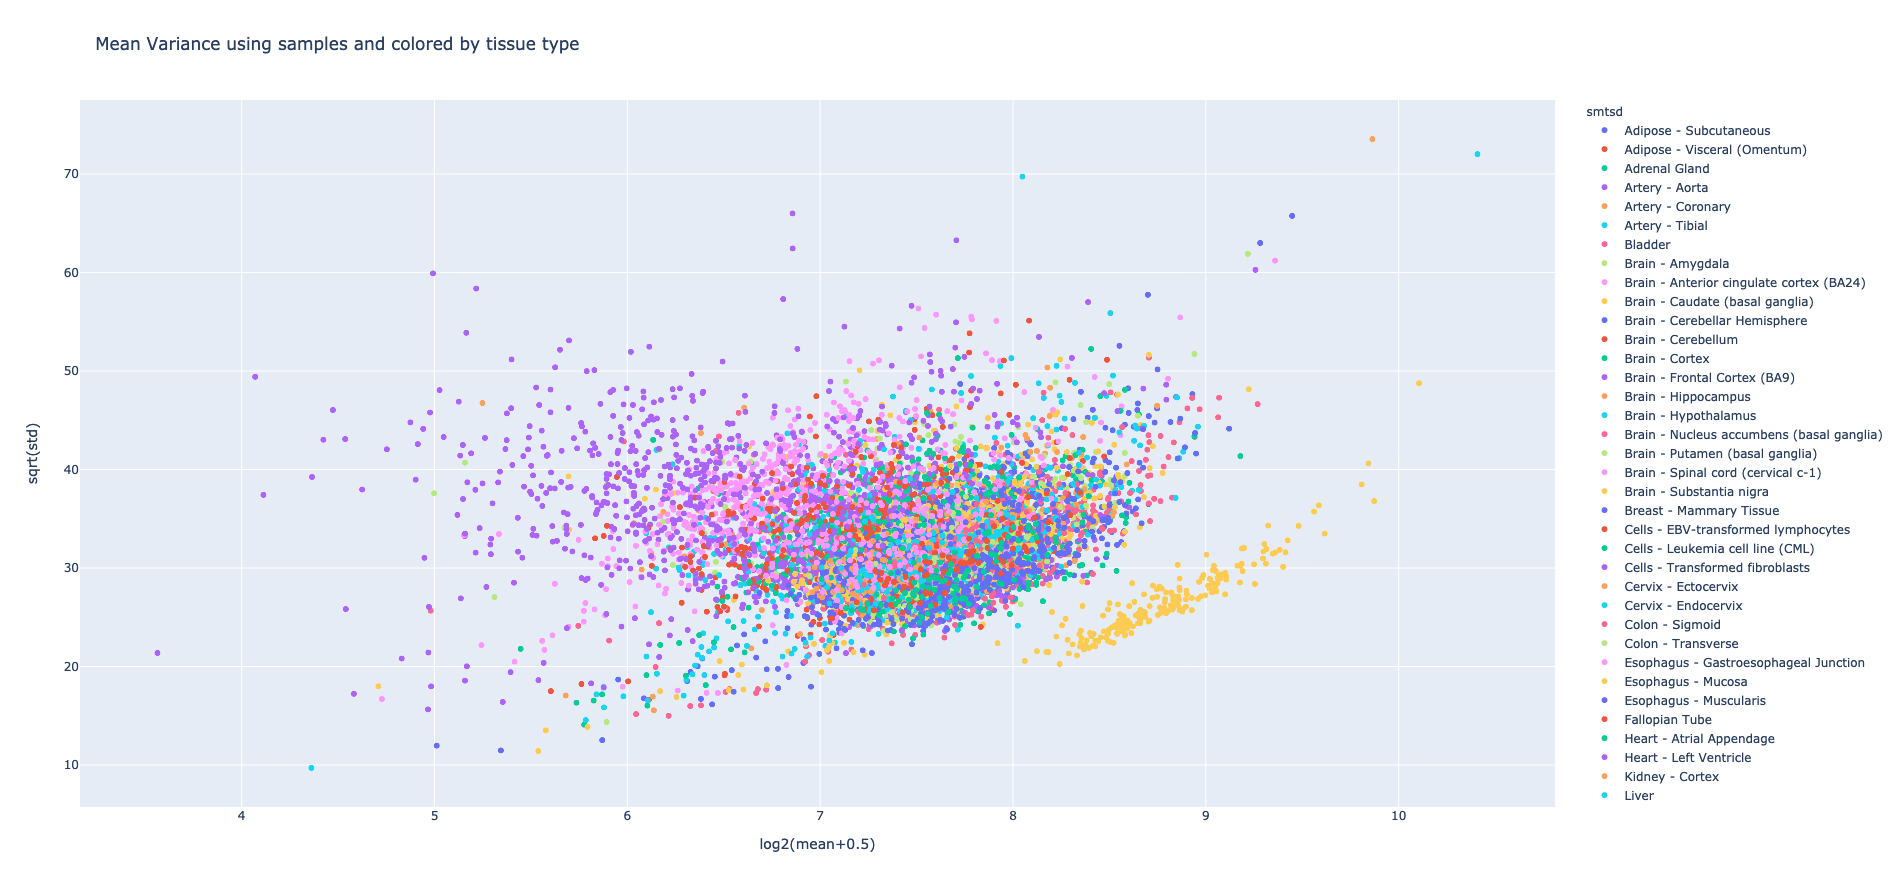 Mean Variance using samples and colored by tissue type
sqrt(std)
70
60
50
40
30
20
10
4 5 6 7 8 9 10
log2(mean+0.5)
smtsd
Adipose - Subcutaneous
Adipose - Visceral (Omentum)
Adrenal Gland
Artery - Aorta
Artery - Coronary
Artery - Tibial
Bladder
Brain - Amygdala
Brain - Anterior cingulate cortex (BA24)
Brain - Caudate (basal ganglia)
Brain - Cerebellar Hemisphere
Brain - Cerebellum
Brain - Cortex
Brain - Frontal Cortex (BA9)
Brain - Hippocampus
Brain - Hypothalamus
Brain - Nucleus accumbens (basal ganglia)
Brain - Putamen (basal ganglia)
Brain - Spinal cord (cervical c-1)
Brain - Substantia nigra
Breast - Mammary Tissue
Cells - EBV-transformed lymphocytes
Cells - Leukemia cell line (CML)
Cells - Transformed fibroblasts
Cervix - Ectocervix
Cervix - Endocervix
Colon - Sigmoid
Colon - Transverse
Esophagus - Gastroesophageal Junction
Esophagus - Mucosa
Esophagus - Muscularis
Fallopian Tube
Heart - Atrial Appendage
Heart - Left Ventricle
Kidney - Cortex
Liver